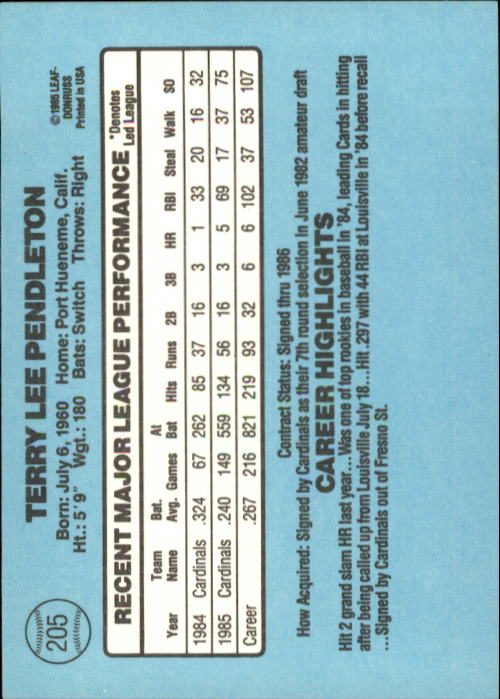 205
TERRY LEE PENDLETON
©1985 LEAF-
DONRUSS
Printed in USA
Born: July 6, 1960 Home: Port Hueneme, Calif.
Ht.: 5'9" Wgt.: 180 Bats: Switch Throws: Right
RECENT MAJOR LEAGUE PERFORMANCE *Denotes
Led League
Team Bat. At
Year Name Avg. Games Bat Hits Runs 2B 3B HR RBI Steal Walk SO
1984 Cardinals .324 67 262 85 37 16 3 1 33 20 16 32
1985 Cardinals .240 149 559 134 56 16 3 5 69 17 37 75
Career .267 216 821 219 93 32 6 6 102 37 53 107
Contract Status: Signed thru 1986
How Acquired: Signed by Cardinals as their 7th round selection in June 1982 amateur draft
CAREER HIGHLIGHTS
Hit 2 grand slam HR last year...Was one of top rookies in baseball in '84, leading Cards in hitting
after being called up from Louisville July 18...Hit .297 with 44 RBI at Louisville in '84 before recall
...Signed by Cardinals out of Fresno St.